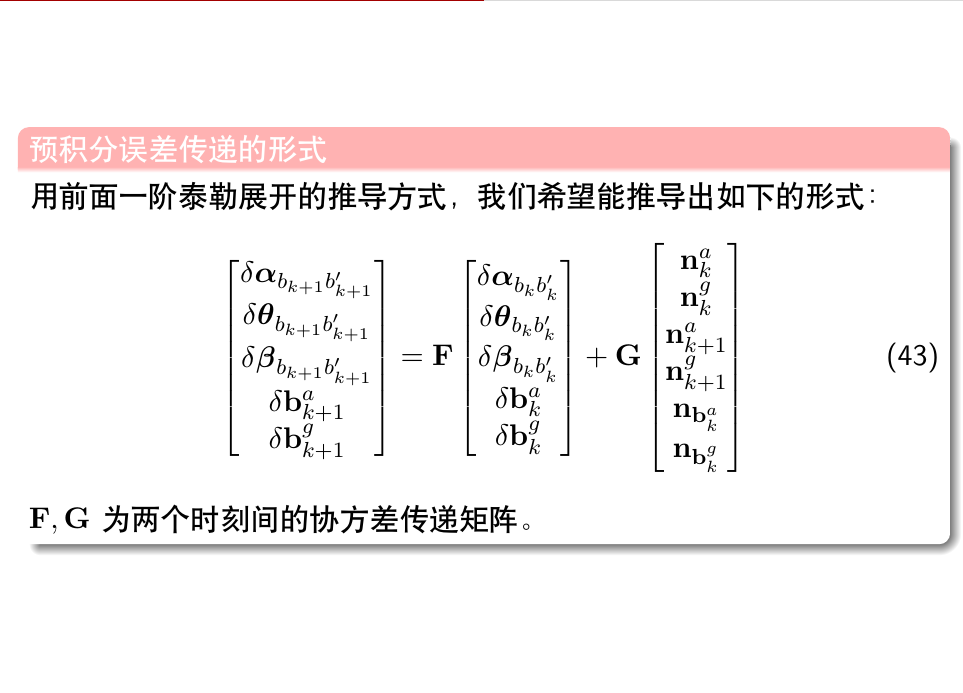 预积分误差传递的形式
用前面一阶泰勒展开的推导方式，我们希望能推导出如下的形式：
$$\begin{bmatrix} \delta\boldsymbol{\alpha}_{b_{k+1}b'_{k+1}} \\ \delta\boldsymbol{\theta}_{b_{k+1}b'_{k+1}} \\ \delta\boldsymbol{\beta}_{b_{k+1}b'_{k+1}} \\ \delta\mathbf{b}^a_{k+1} \\ \delta\mathbf{b}^g_{k+1} \end{bmatrix} = \mathbf{F} \begin{bmatrix} \delta\boldsymbol{\alpha}_{b_k b'_k} \\ \delta\boldsymbol{\theta}_{b_k b'_k} \\ \delta\boldsymbol{\beta}_{b_k b'_k} \\ \delta\mathbf{b}^a_k \\ \delta\mathbf{b}^g_k \end{bmatrix} + \mathbf{G} \begin{bmatrix} \mathbf{n}^a_k \\ \mathbf{n}^g_k \\ \mathbf{n}^a_{k+1} \\ \mathbf{n}^g_{k+1} \\ \mathbf{n}_{\mathbf{b}^a_k} \\ \mathbf{n}_{\mathbf{b}^g_k} \end{bmatrix} \quad (43)$$
F, G 为两个时刻间的协方差传递矩阵。